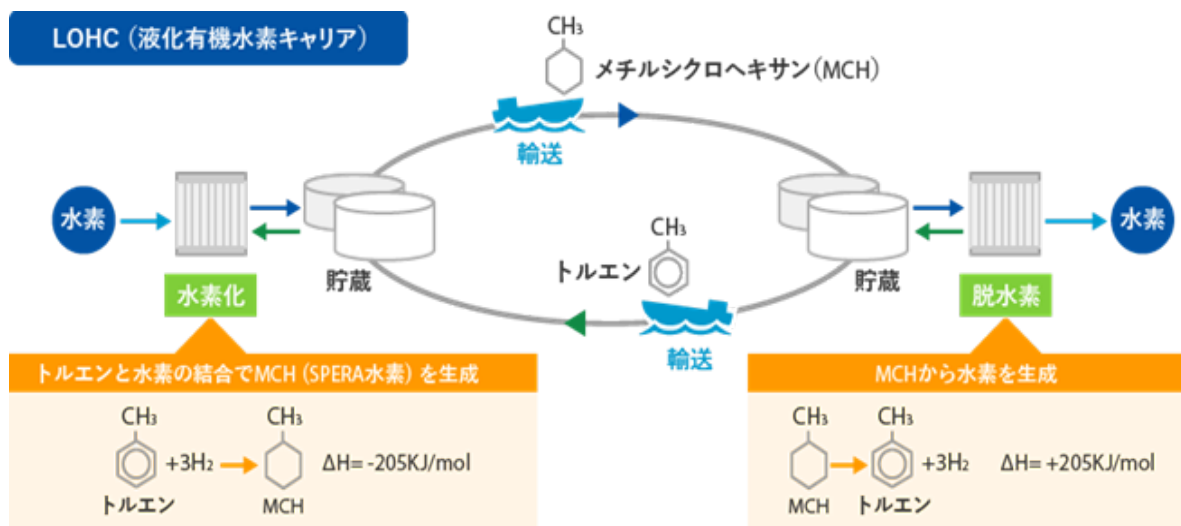 LOHC（液化有機水素キャリア）
CH₃
メチルシクロヘキサン(MCH)
輸送
水素
水素化
貯蔵
CH₃
トルエン
輸送
貯蔵
脱水素
水素
トルエンと水素の結合でMCH（SPERA水素）を生成
CH₃ CH₃
+3H₂ ΔH= -205KJ/mol
トルエン MCH
MCHから水素を生成
CH₃ CH₃
+3H₂ ΔH= +205KJ/mol
MCH トルエン